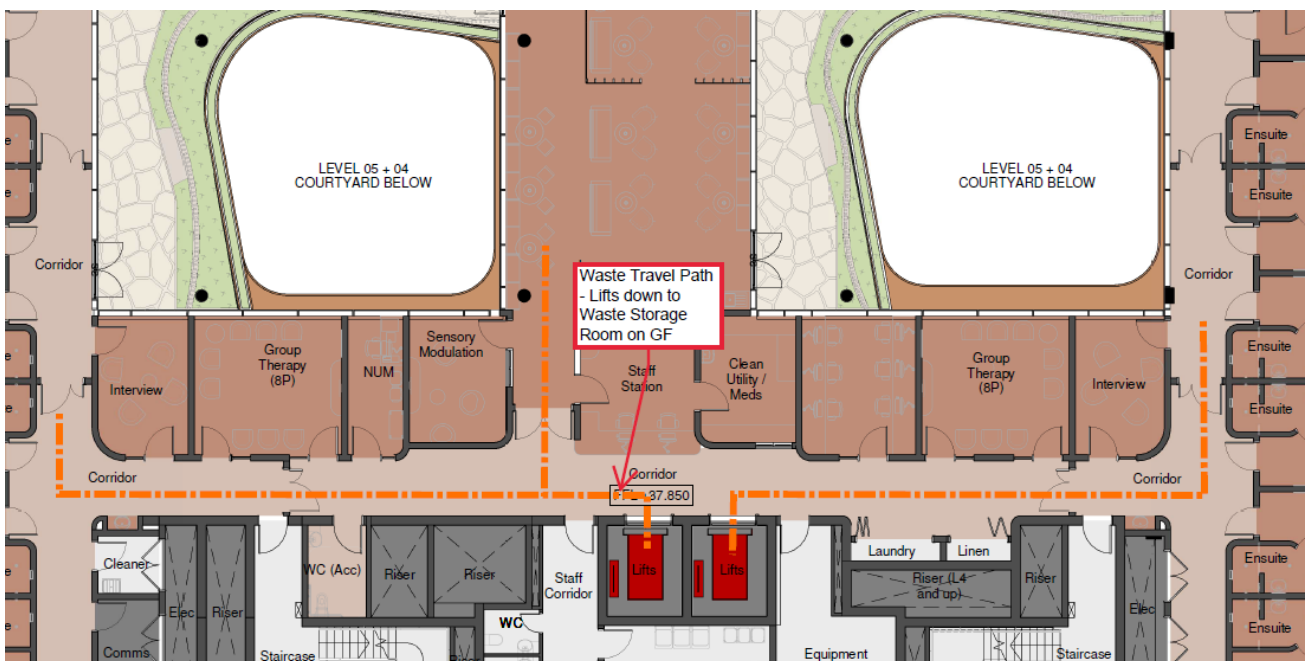 LEVEL 05 + 04
COURTYARD BELOW
LEVEL 05 + 04
COURTYARD BELOW
Ensuite
Ensuite
Corridor
Corridor
Waste Travel Path
- Lifts down to
Waste Storage
Room on GF
Interview
Group
Therapy
(8P)
NUM
Sensory
Modulation
Staff
Station
Clean
Utility /
Meds
Group
Therapy
(8P)
Interview
Ensuite
Ensuite
Corridor
Corridor
37.850
Corridor
Cleaner
Elec
Riser
WC (Acc)
Riser
Riser
Staff
Corridor
WC
Lifts
Lifts
Laundry
Linen
Riser (L4
and up)
Riser
Elec
Ensuite
Ensuite
Comms
Staircase
Riser
Equipment
Staircase